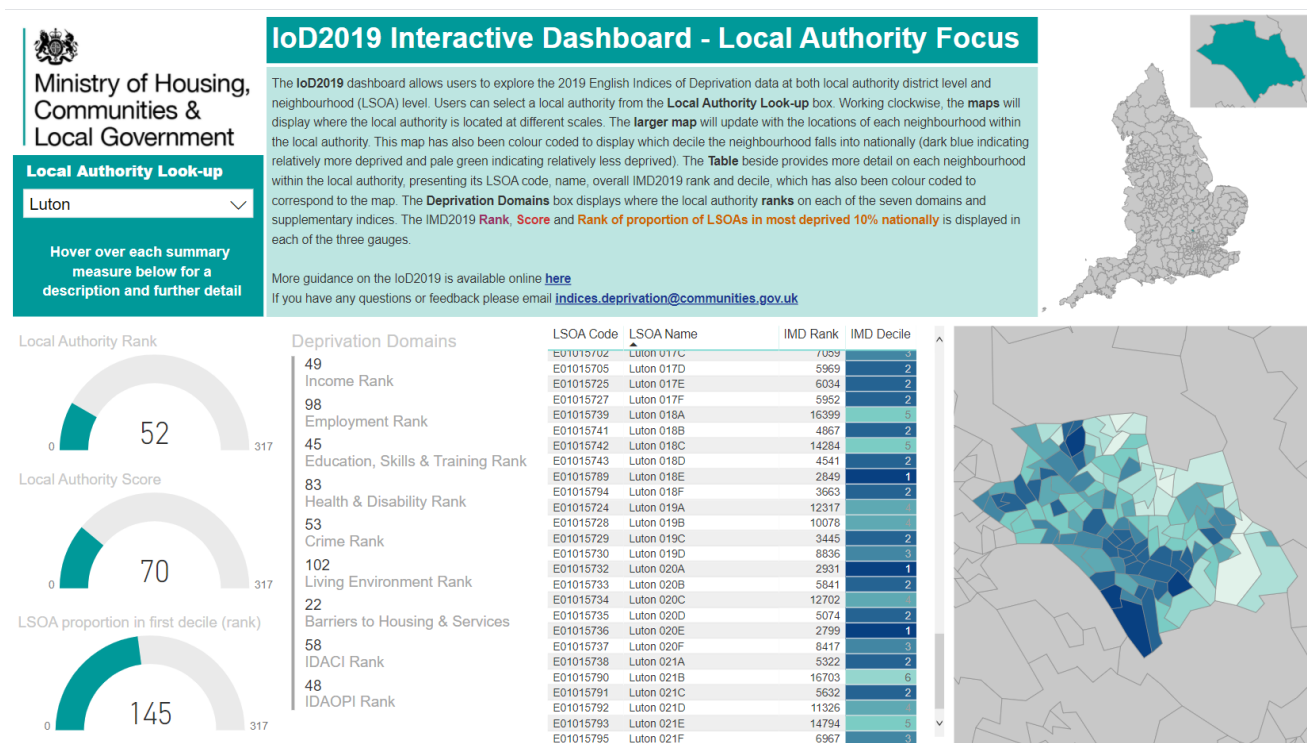 Ministry of Housing,
Communities &
Local Government
IoD2019 Interactive Dashboard - Local Authority Focus
The IoD2019 dashboard allows users to explore the 2019 English Indices of Deprivation data at both local authority district level and
neighbourhood (LSOA) level. Users can select a local authority from the Local Authority Look-up box. Working clockwise, the maps will
display where the local authority is located at different scales. The larger map will update with the locations of each neighbourhood within
the local authority. This map has also been colour coded to display which decile the neighbourhood falls into nationally (dark blue indicating
relatively more deprived and pale green indicating relatively less deprived). The Table beside provides more detail on each neighbourhood
within the local authority, presenting its LSOA code, name, overall IMD2019 rank and decile, which has also been colour coded to
correspond to the map. The Deprivation Domains box displays where the local authority ranks on each of the seven domains and
supplementary indices. The IMD2019 Rank, Score and Rank of proportion of LSOAs in most deprived 10% nationally is displayed in
each of the three gauges.
More guidance on the IoD2019 is available online here
If you have any questions or feedback please email indices.deprivation@communities.gov.uk
Local Authority Look-up
Luton
Hover over each summary
measure below for a
description and further detail
Local Authority Rank
52
0 317
Local Authority Score
70
0 317
LSOA proportion in first decile (rank)
145
0 317
Deprivation Domains
49
Income Rank
98
Employment Rank
45
Education, Skills & Training Rank
83
Health & Disability Rank
53
Crime Rank
102
Living Environment Rank
22
Barriers to Housing & Services
58
IDACI Rank
48
IDAOPI Rank
LSOA Code LSOA Name IMD Rank IMD Decile
E01015702 Luton 017C 7059 3
E01015705 Luton 017D 5969 2
E01015725 Luton 017E 6034 2
E01015727 Luton 017F 5952 2
E01015739 Luton 018A 16399 5
E01015741 Luton 018B 4867 2
E01015742 Luton 018C 14284 5
E01015743 Luton 018D 4541 2
E01015789 Luton 018E 2849 1
E01015794 Luton 018F 3663 2
E01015724 Luton 019A 12317 4
E01015728 Luton 019B 10078 4
E01015729 Luton 019C 3445 2
E01015730 Luton 019D 8836 3
E01015732 Luton 020A 2931 1
E01015733 Luton 020B 5841 2
E01015734 Luton 020C 12702 4
E01015735 Luton 020D 5074 2
E01015736 Luton 020E 2799 1
E01015737 Luton 020F 8417 3
E01015738 Luton 021A 5322 2
E01015790 Luton 021B 16703 6
E01015791 Luton 021C 5632 2
E01015792 Luton 021D 11326 4
E01015793 Luton 021E 14794 5
E01015795 Luton 021F 6967 3